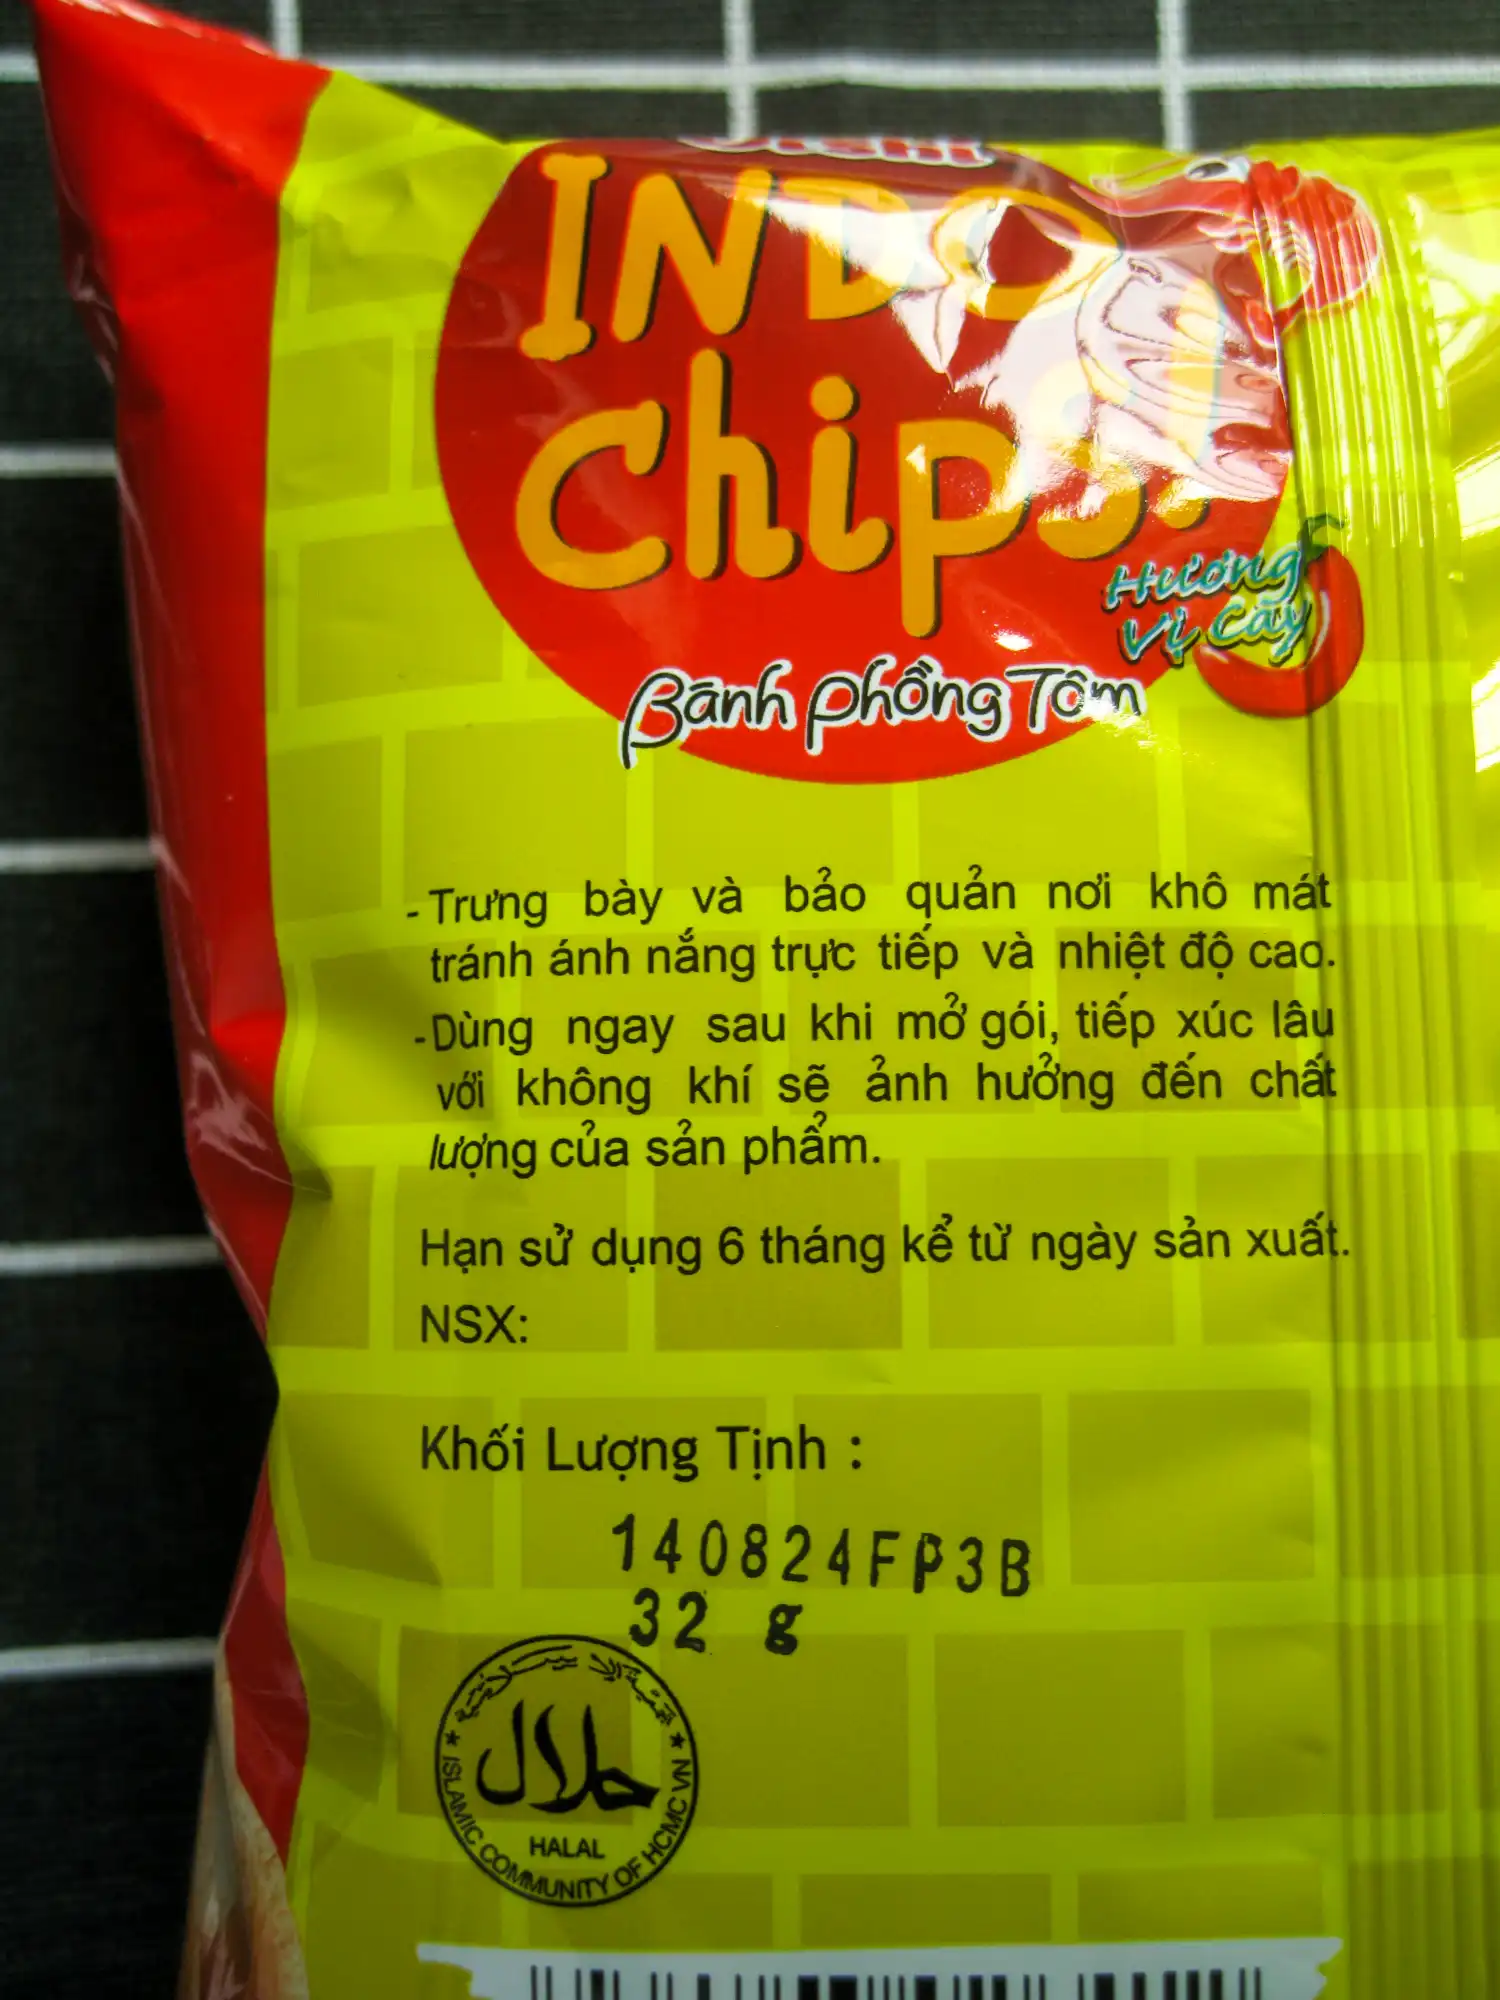 INDO
Chips!
Hương
Vị Cay
Bánh Phồng Tôm
- Trưng bày và bảo quản nơi khô mát
tránh ánh nắng trực tiếp và nhiệt độ cao.
- Dùng ngay sau khi mở gói, tiếp xúc lâu
với không khí sẽ ảnh hưởng đến chất
lượng của sản phẩm.
Hạn sử dụng 6 tháng kể từ ngày sản xuất.
NSX:
Khối Lượng Tịnh :
140824FP3B
32 g
حلال
HALAL
ISLAMIC COMMUNITY OF HCMC VN